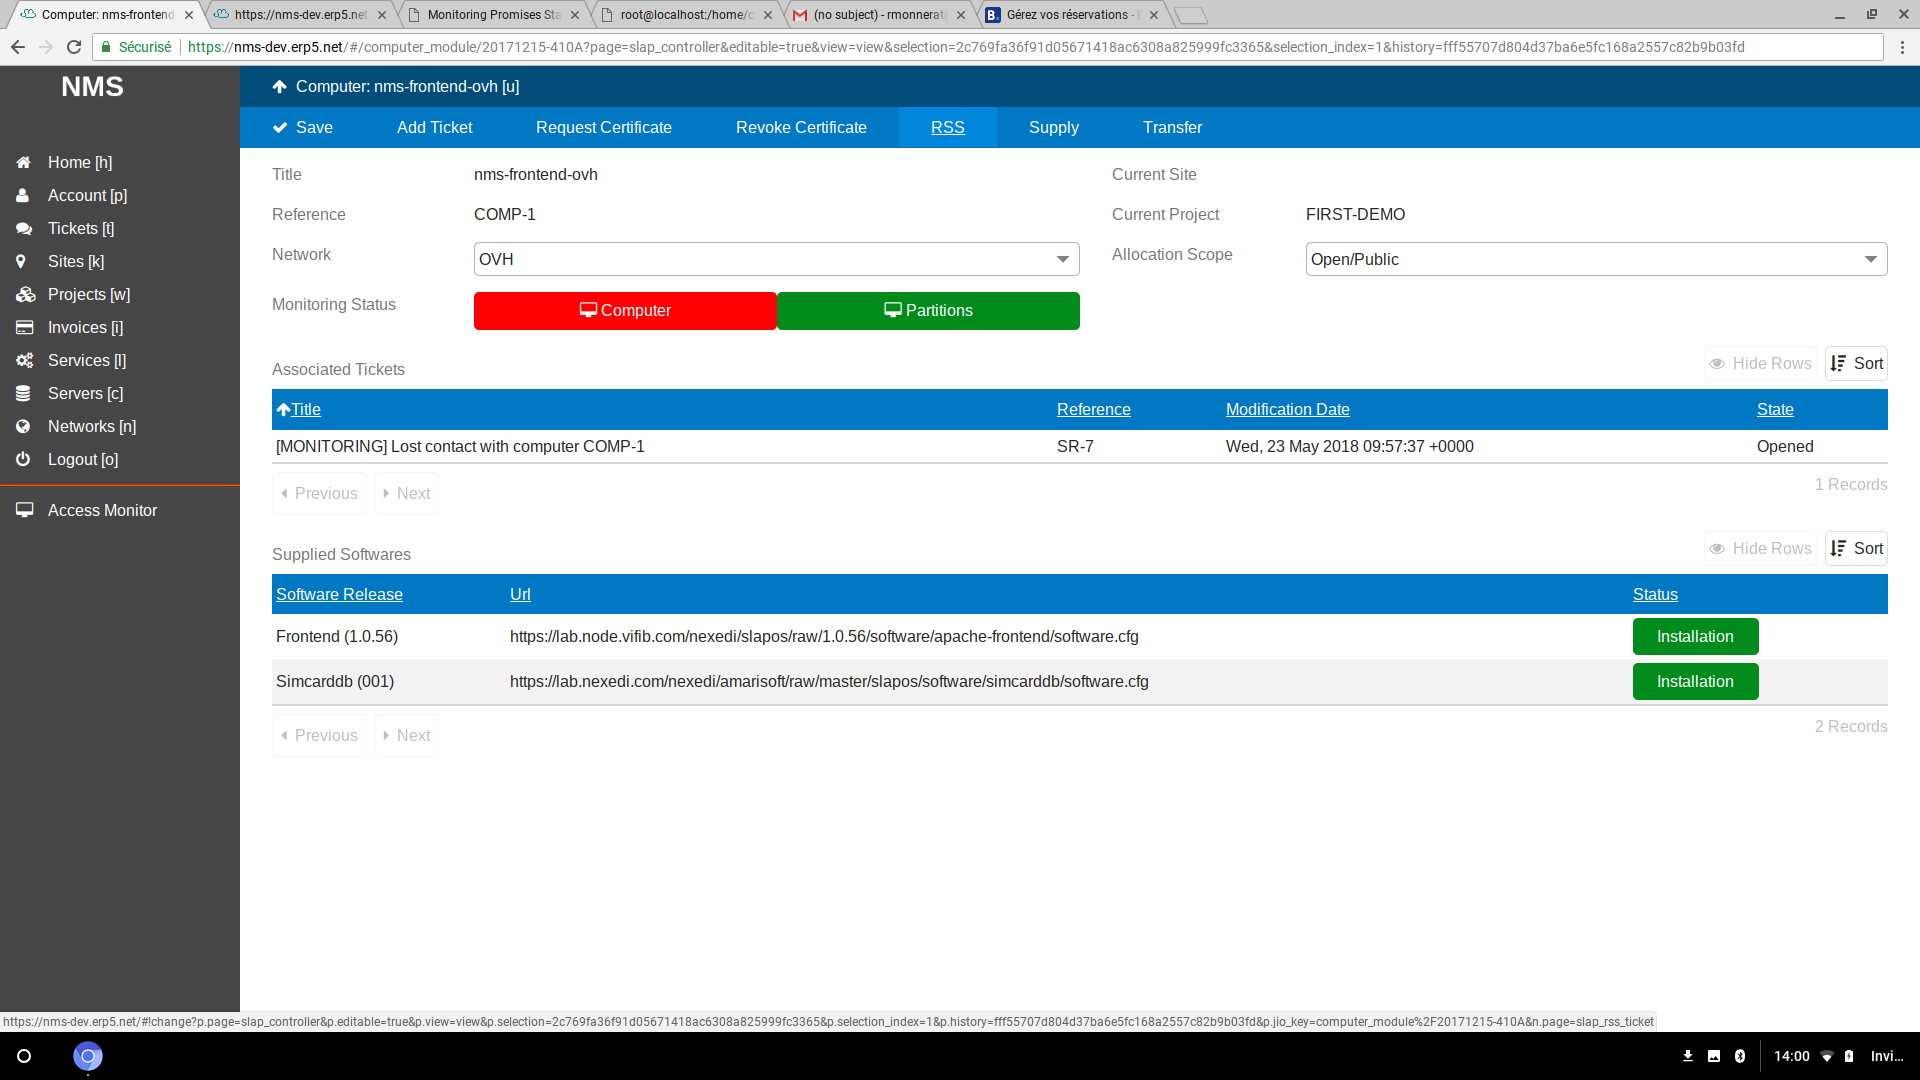 Computer: nms-frontend
https://nms-dev.erp5.net
Monitoring Promises Sta
root@localhost:/home/c
(no subject) - rmonnerat
B. Gérez vos réservations -
Sécurisé
https://nms-dev.erp5.net/#/computer_module/20171215-410A?page=slap_controller&editable=true&view=view&selection=2c769fa36f91d05671418ac6308a825999fc3365&selection_index=1&history=fff55707d804d37ba6e5fc168a2557c82b9b03fd
NMS
Home [h]
Account [p]
Tickets [t]
Sites [k]
Projects [w]
Invoices [i]
Services [l]
Servers [c]
Networks [n]
Logout [o]
Access Monitor
Computer: nms-frontend-ovh [u]
Save Add Ticket Request Certificate Revoke Certificate RSS Supply Transfer
Title nms-frontend-ovh Current Site
Reference COMP-1 Current Project FIRST-DEMO
Network OVH Allocation Scope Open/Public
Monitoring Status Computer Partitions
Associated Tickets Hide Rows Sort
Title Reference Modification Date State
[MONITORING] Lost contact with computer COMP-1 SR-7 Wed, 23 May 2018 09:57:37 +0000 Opened
Previous Next 1 Records
Supplied Softwares Hide Rows Sort
Software Release Url Status
Frontend (1.0.56) https://lab.node.vifib.com/nexedi/slapos/raw/1.0.56/software/apache-frontend/software.cfg Installation
Simcarddb (001) https://lab.nexedi.com/nexedi/amarisoft/raw/master/slapos/software/simcarddb/software.cfg Installation
Previous Next 2 Records
https://nms-dev.erp5.net/#!change?p.page=slap_controller&p.editable=true&p.view=view&p.selection=2c769fa36f91d05671418ac6308a825999fc3365&p.selection_index=1&p.history=fff55707d804d37ba6e5fc168a2557c82b9b03fd&p.jio_key=computer_module%2F20171215-410A&n.page=slap_rss_ticket
14:00 Invi...